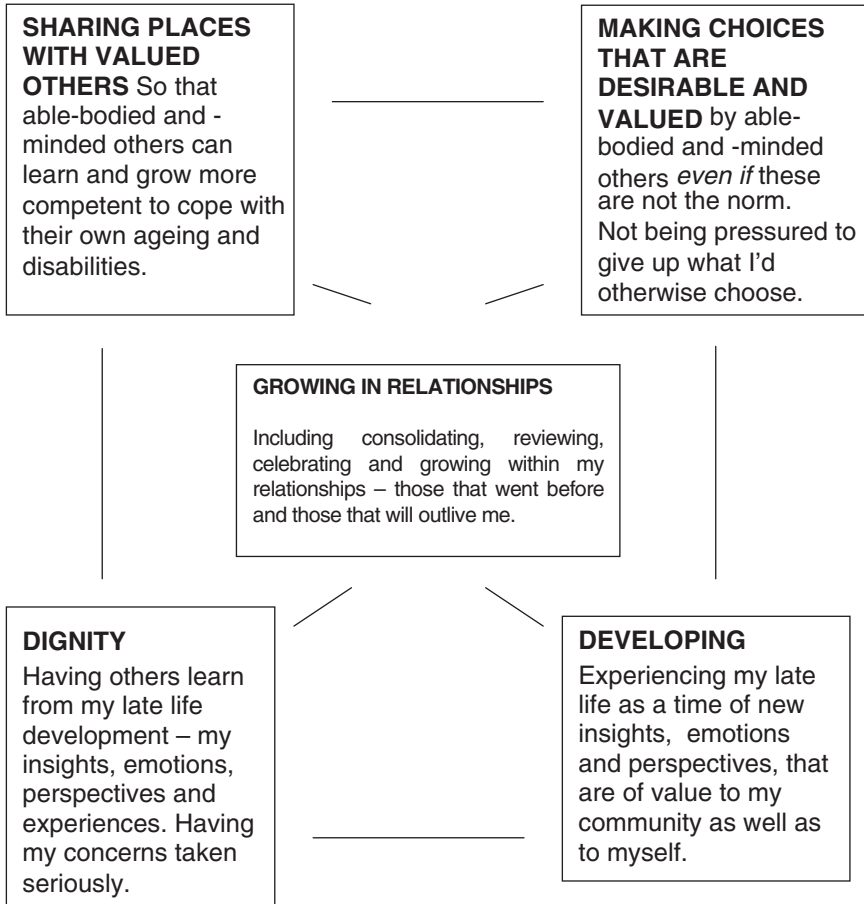 SHARING PLACES
WITH VALUED
OTHERS So that
able-bodied and -
minded others can
learn and grow more
competent to cope with
their own ageing and
disabilities.
MAKING CHOICES
THAT ARE
DESIRABLE AND
VALUED by able-
bodied and -minded
others even if these
are not the norm.
Not being pressured to
give up what I'd
otherwise choose.
GROWING IN RELATIONSHIPS
Including consolidating, reviewing,
celebrating and growing within my
relationships – those that went before
and those that will outlive me.
DIGNITY
Having others learn
from my late life
development – my
insights, emotions,
perspectives and
experiences. Having
my concerns taken
seriously.
DEVELOPING
Experiencing my late
life as a time of new
insights, emotions
and perspectives, that
are of value to my
community as well as
to myself.